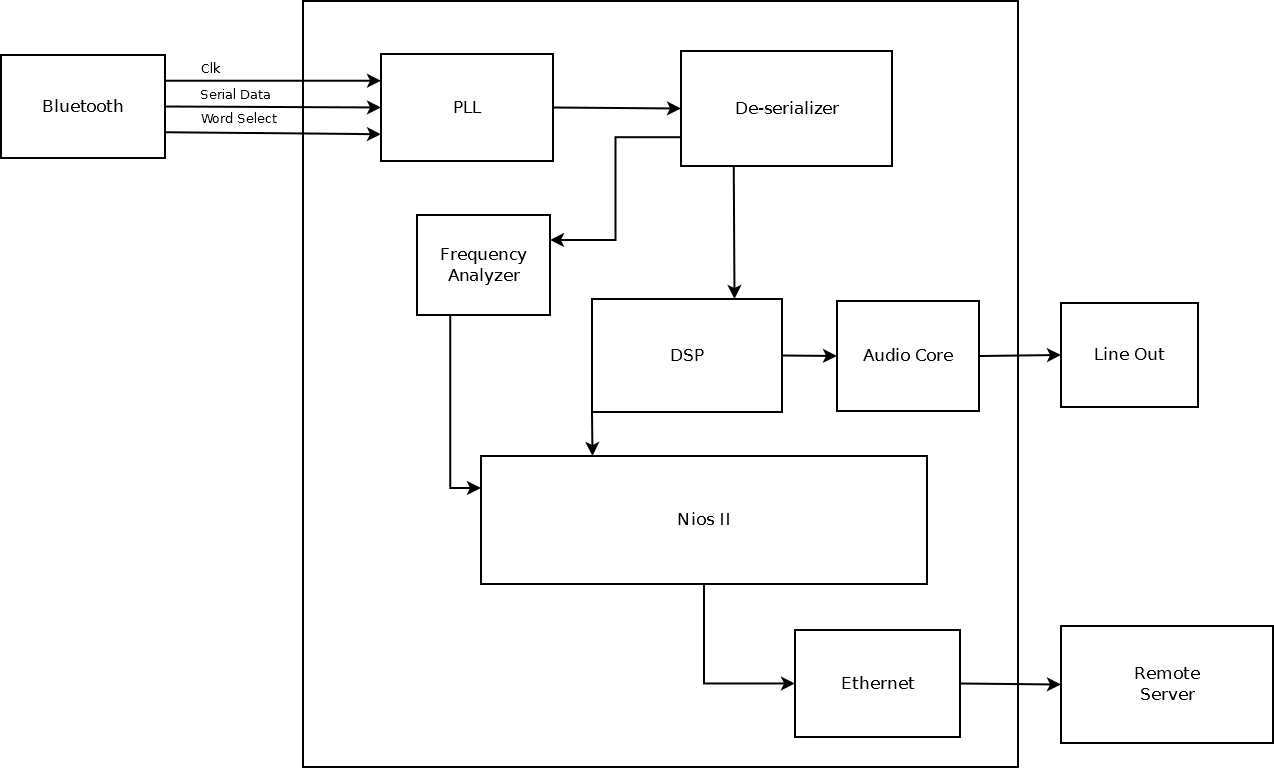 Clk
Serial Data
Word Select
Bluetooth
PLL
De-serializer
Frequency
Analyzer
DSP
Audio Core
Line Out
Nios II
Ethernet
Remote
Server